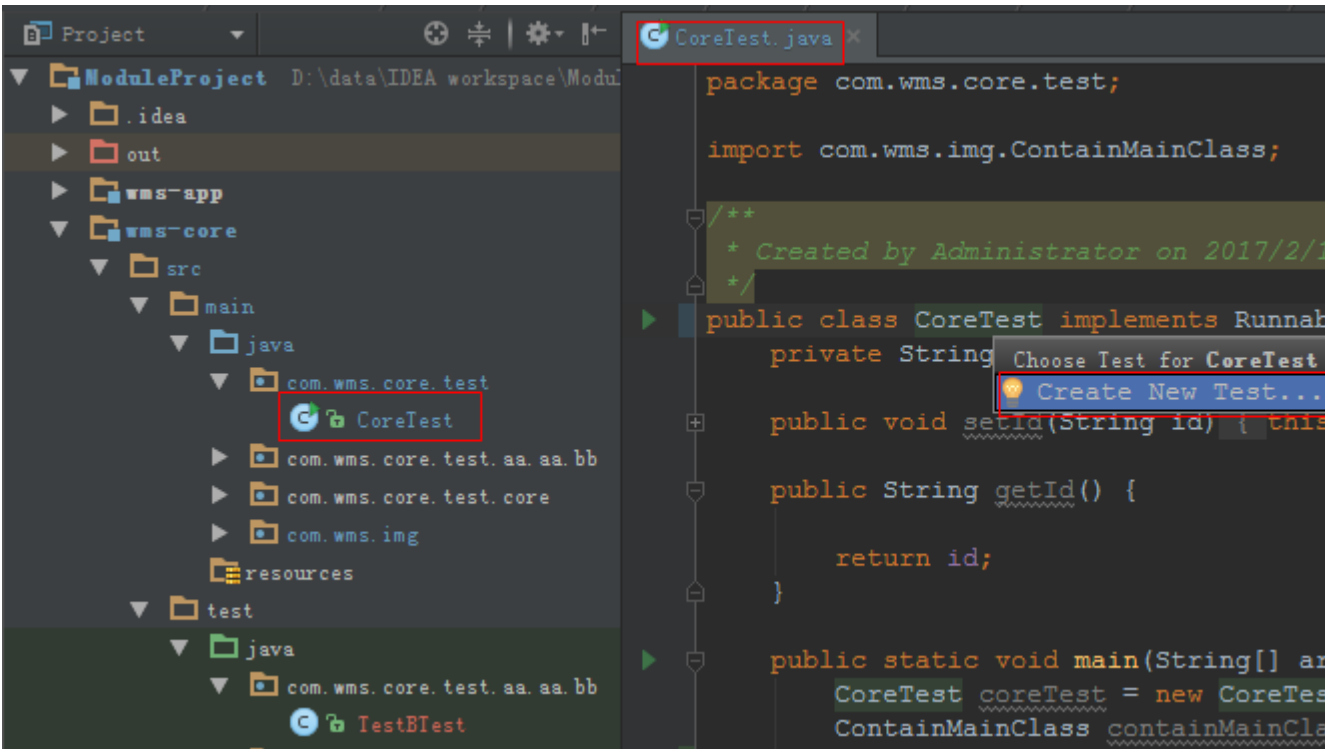 Project
ModuleProject D:\data\IDEA workspace\Modu
.idea
out
wms-app
wms-core
src
main
java
com.wms.core.test
CoreTest
com.wms.core.test.aa.aa.bb
com.wms.core.test.core
com.wms.img
resources
test
java
com.wms.core.test.aa.aa.bb
TestBTest
CoreTest.java
package com.wms.core.test;
import com.wms.img.ContainMainClass;
/**
* Created by Administrator on 2017/2/1
*/
public class CoreTest implements Runnab
private String
Choose Test for CoreTest
Create New Test...
public void setId(String id) { this
public String getId() {
return id;
}
public static void main(String[] ar
CoreTest coreTest = new CoreTes
ContainMainClass containMainCla